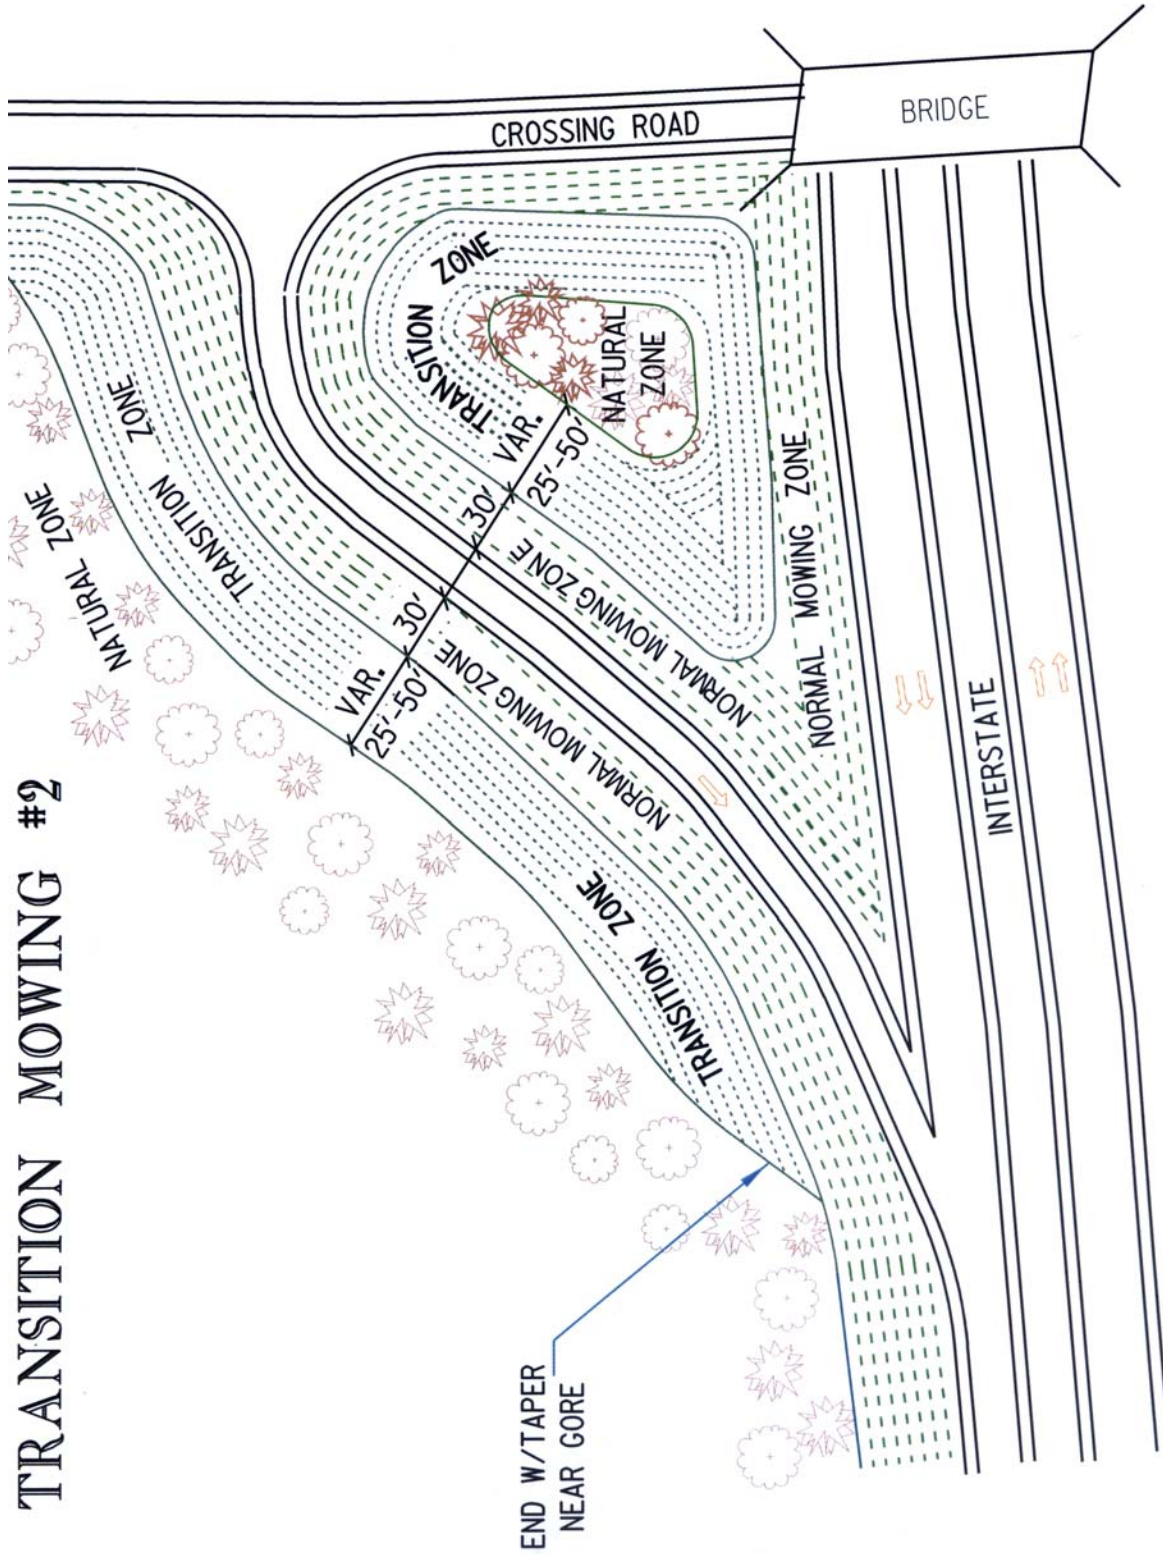 TRANSITION MOWING #2
NATURAL ZONE
TRANSITION ZONE
VAR.
25'-50'
30'
NORMAL MOWING ZONE
TRANSITION ZONE
END W/TAPER
NEAR GORE
CROSSING ROAD
BRIDGE
TRANSITION ZONE
NATURAL
ZONE
VAR.
25'-50'
30'
NORMAL MOWING ZONE
NORMAL MOWING ZONE
INTERSTATE